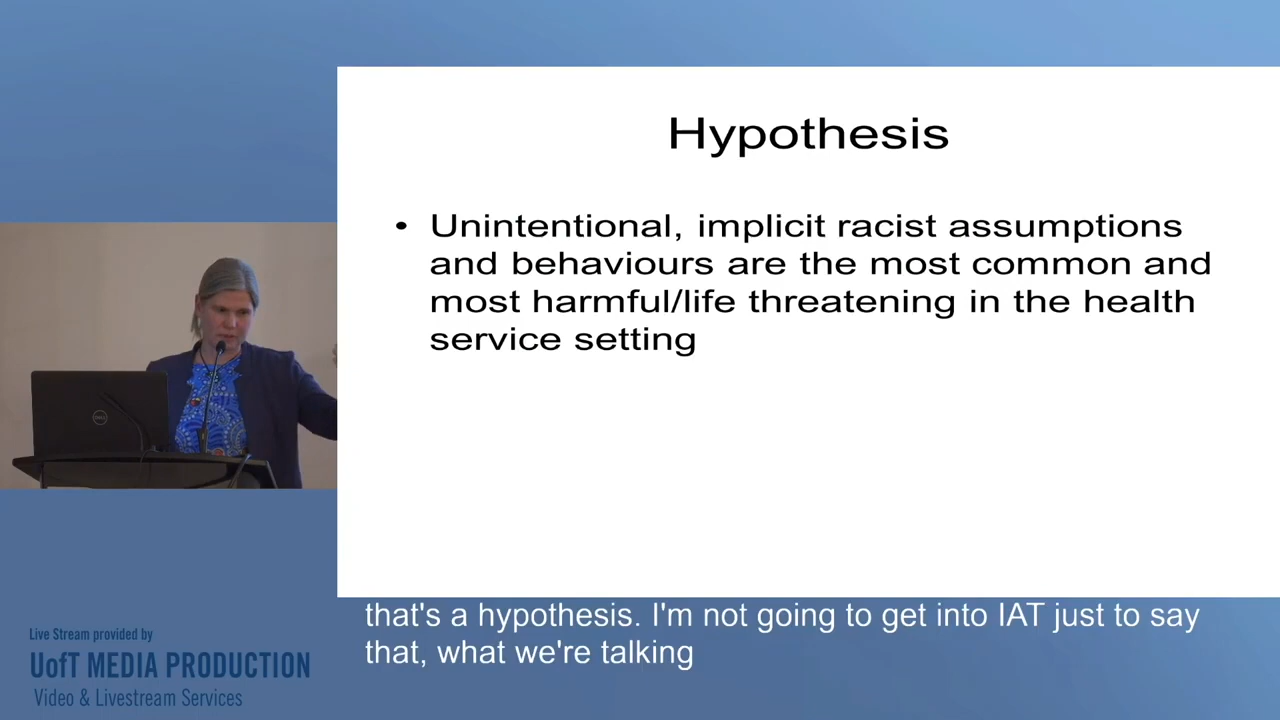 Hypothesis
• Unintentional, implicit racist assumptions
and behaviours are the most common and
most harmful/life threatening in the health
service setting
that's a hypothesis. I'm not going to get into IAT just to say
that, what we're talking
Live Stream provided by
UofT MEDIA PRODUCTION
Video & Livestream Services
DELL